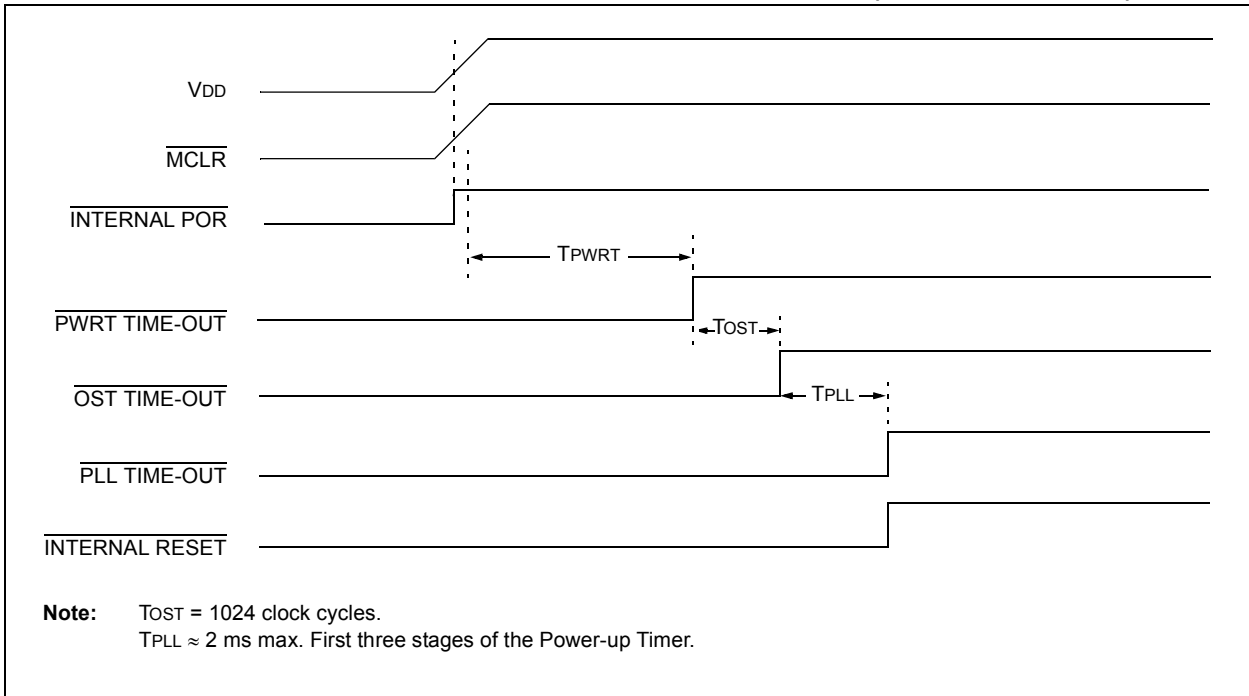 VDD
MCLR
INTERNAL POR
TPWRT
PWRT TIME-OUT
TOST
OST TIME-OUT
TPLL
PLL TIME-OUT
INTERNAL RESET
Note: TOST = 1024 clock cycles.
TPLL ≈ 2 ms max. First three stages of the Power-up Timer.